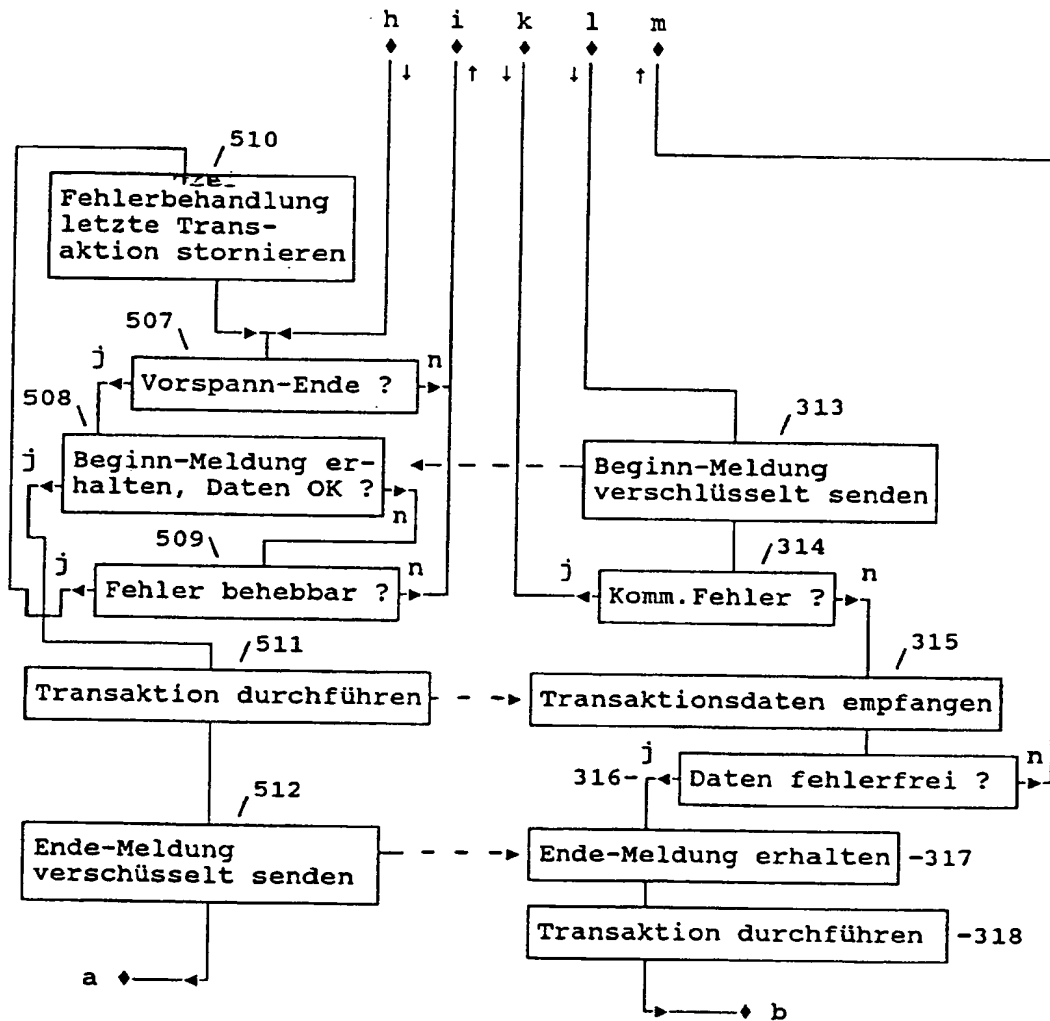 h i k l m
↓ ↑ ↓ ↓ ↑
510
Fehlerbehandlung
letzte Trans-
aktion stornieren
507
j n
Vorspann-Ende ?
508
313
j
Beginn-Meldung er-
halten, Daten OK ?
n
Beginn-Meldung
verschlüsselt senden
509
314
j n
Fehler behebbar ?
j n
Komm.Fehler ?
511
315
Transaktion durchführen
Transaktionsdaten empfangen
j n
316-
Daten fehlerfrei ?
512
Ende-Meldung
verschüsselt senden
Ende-Meldung erhalten -317
Transaktion durchführen -318
a
b